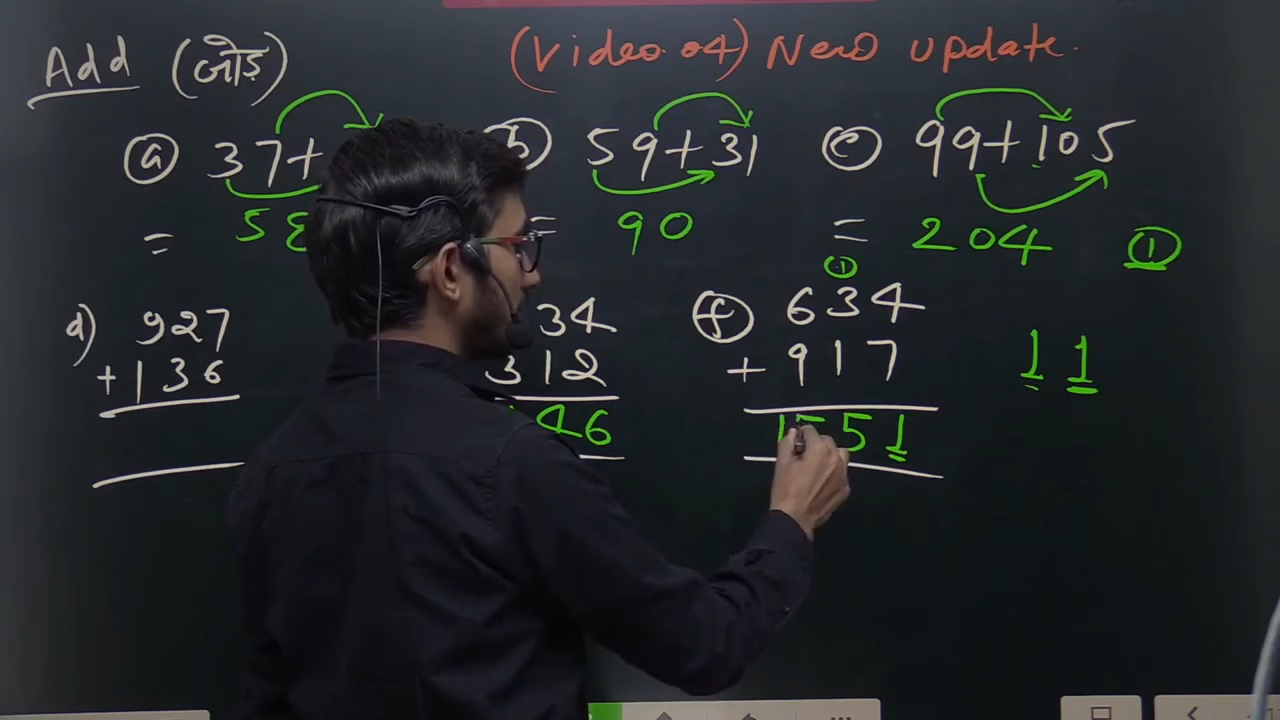 Add (जोड़) (Video 04) New update.
(a) 37+ (b) 59+31 (c) 99+105
= 58 = 90 = 204 (1)
(1)
d) 927 34 (f) 634
+136 312 +917 11
46 1551